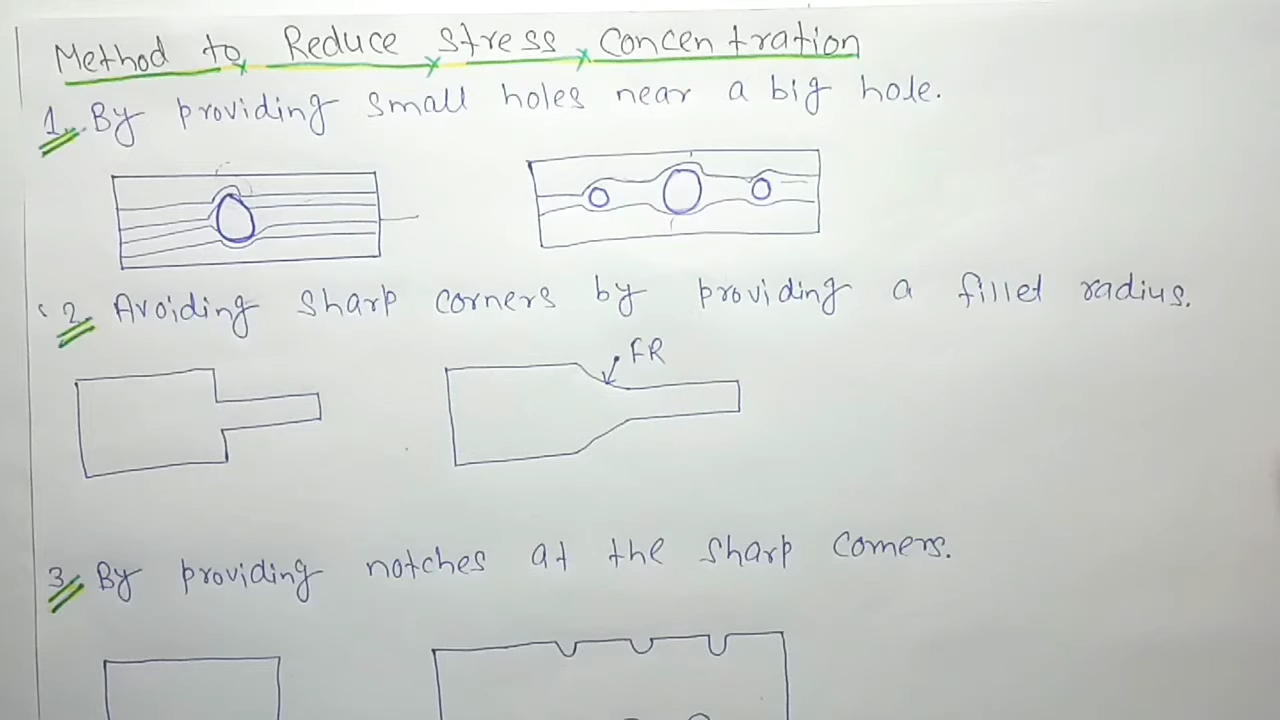 Method to Reduce stress concentration
1. By providing small holes near a big hole.
2. Avoiding sharp corners by providing a fillet radius.
FR
3. By providing notches at the sharp corners.